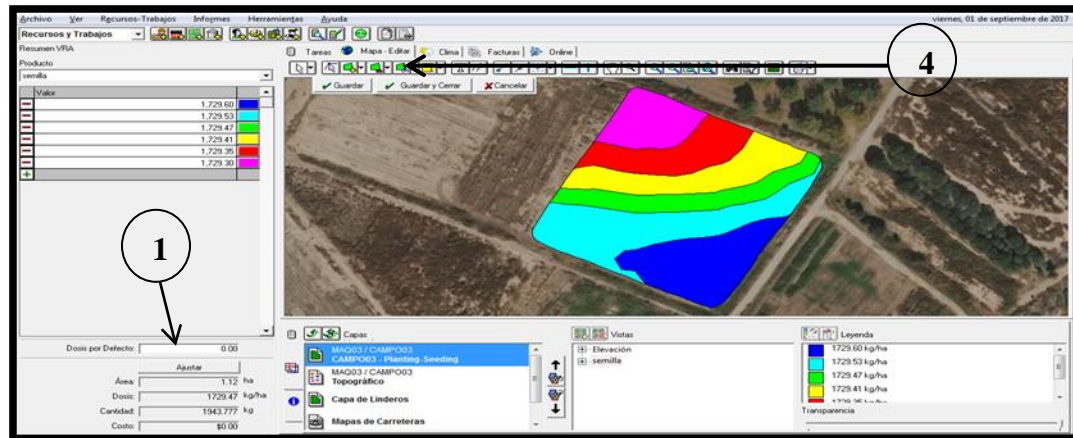 Archivo Ver Recursos-Trabajos Informes Herramientas Ayuda
viernes, 01 de septiembre de 2017
Recursos y Trabajos
Resumen VRA
Tareas Mapa - Editar Clima Facturas Online
Producto
semilla
Guardar Guardar y Cerrar Cancelar
4
Valor
1,729.60
1,729.53
1,729.47
1,729.41
1,729.35
1,729.30
1
Dosis por Defecto: 0.00
Ajustar
Área: 1.12 ha
Dosis: 1729.47 kg/ha
Cantidad: 1943.777 kg
Costo: $0.00
Capas
MAQ03 / CAMPO03
CAMPO03 - Planting-Seeding
MAQ03 / CAMPO03
Topográfico
Capa de Linderos
Mapas de Carreteras
Vistas
Elevación
semilla
Leyenda
1729.60 kg/ha
1729.53 kg/ha
1729.47 kg/ha
1729.41 kg/ha
1729.35 kg/ha
Transparencia